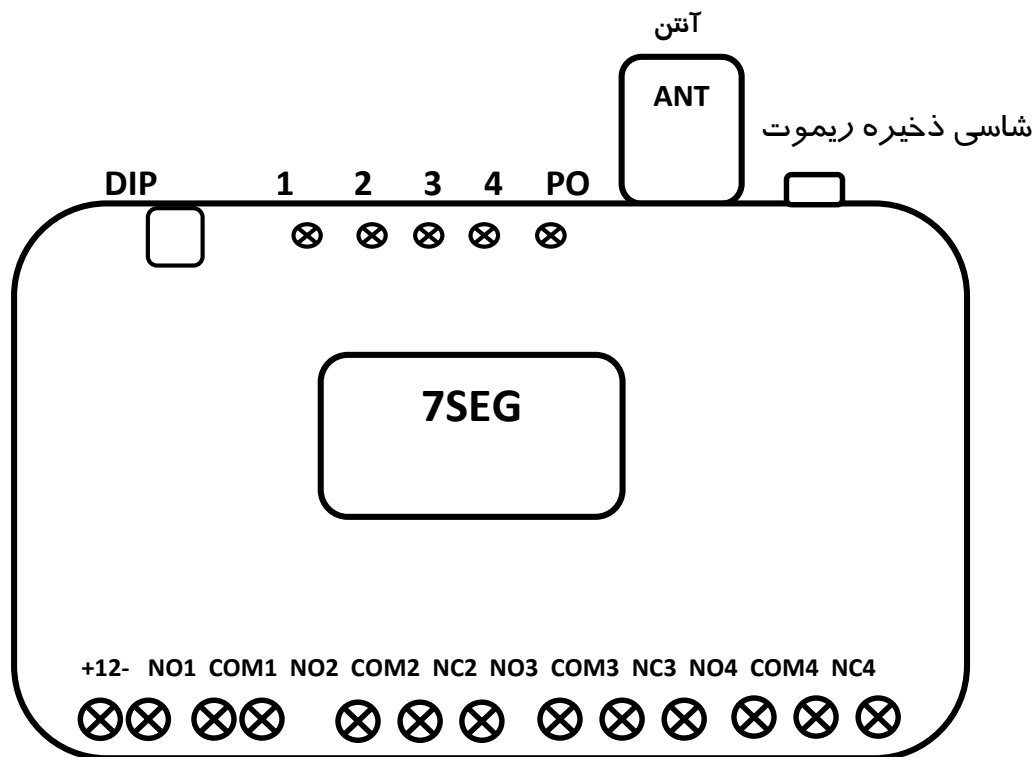 آنتن
ANT
شاسی ذخیره ریموت
DIP 1 2 3 4 PO
7SEG
+12- NO1 COM1 NO2 COM2 NC2 NO3 COM3 NC3 NO4 COM4 NC4